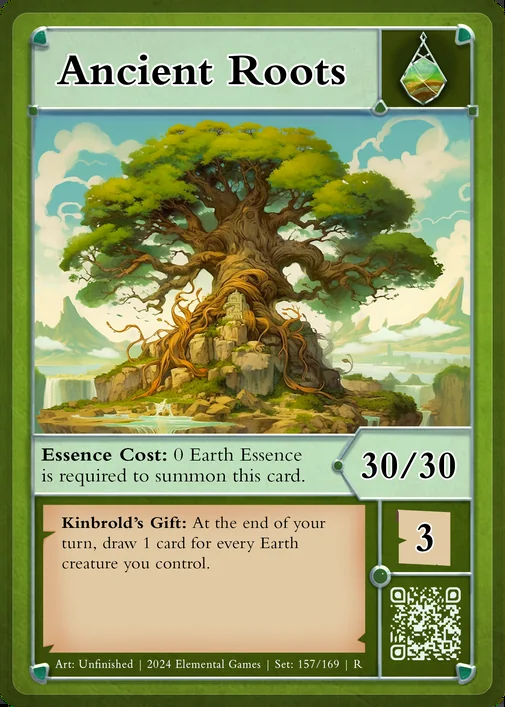 Ancient Roots
Essence Cost: 0 Earth Essence
is required to summon this card.
30/30
Kinbrold's Gift: At the end of your
turn, draw 1 card for every Earth
creature you control.
3
Art: Unfinished | 2024 Elemental Games | Set: 157/169 | R